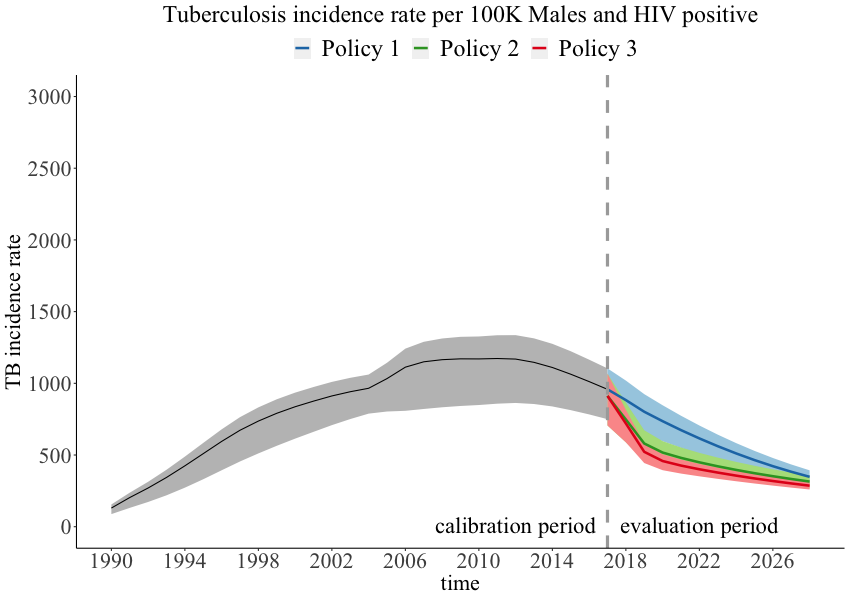 Tuberculosis incidence rate per 100K Males and HIV positive
Policy 1 Policy 2 Policy 3
TB incidence rate
3000
2500
2000
1500
1000
500
0
calibration period evaluation period
1990 1994 1998 2002 2006 2010 2014 2018 2022 2026
time